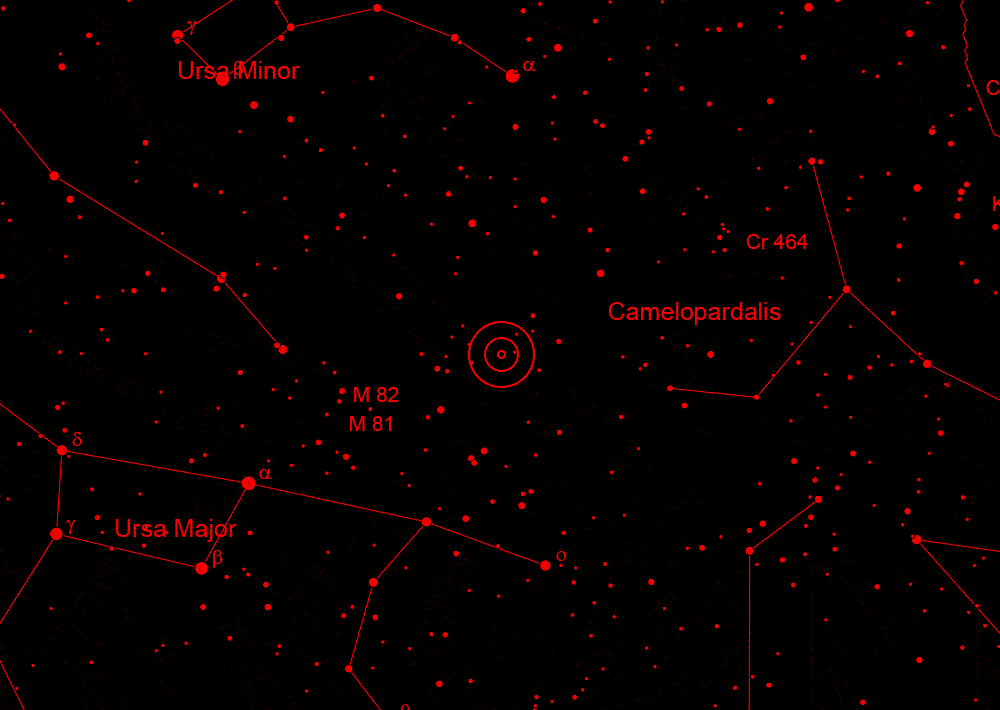 γ
β
Ursa Minor
α
C
K
Cr 464
Camelopardalis
M 82
M 81
δ
α
γ
Ursa Major
β
ο
ο